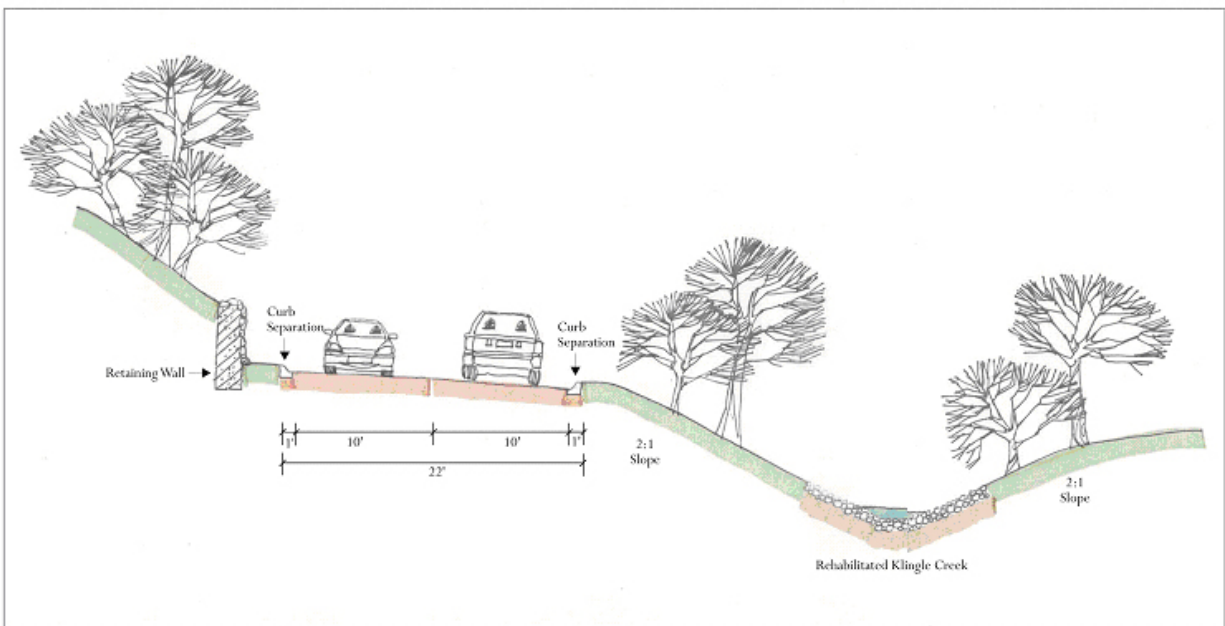 Curb
Separation
Curb
Separation
Retaining Wall
1'
10'
10'
1'
22'
2:1
Slope
2:1
Slope
Rehabilitated Klingle Creek